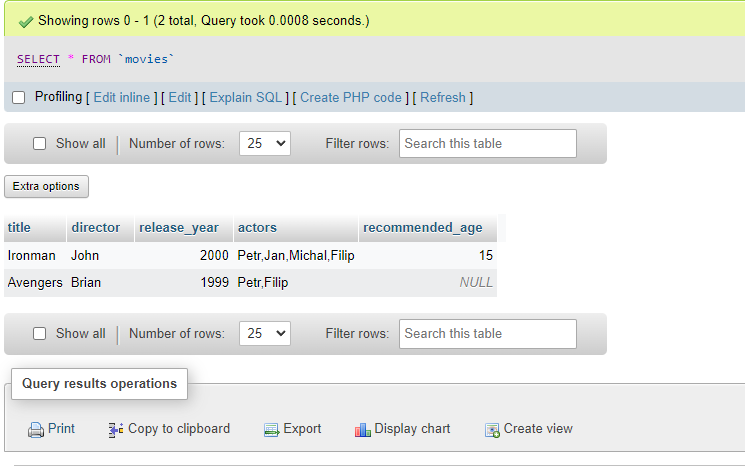 Showing rows 0 - 1 (2 total, Query took 0.0008 seconds.)
SELECT * FROM `movies`
Profiling [ Edit inline ] [ Edit ] [ Explain SQL ] [ Create PHP code ] [ Refresh ]
Show all | Number of rows: 25 Filter rows: Search this table
Extra options
title director release_year actors recommended_age
Ironman John 2000 Petr,Jan,Michal,Filip 15
Avengers Brian 1999 Petr,Filip NULL
Show all | Number of rows: 25 Filter rows: Search this table
Query results operations
Print Copy to clipboard Export Display chart Create view